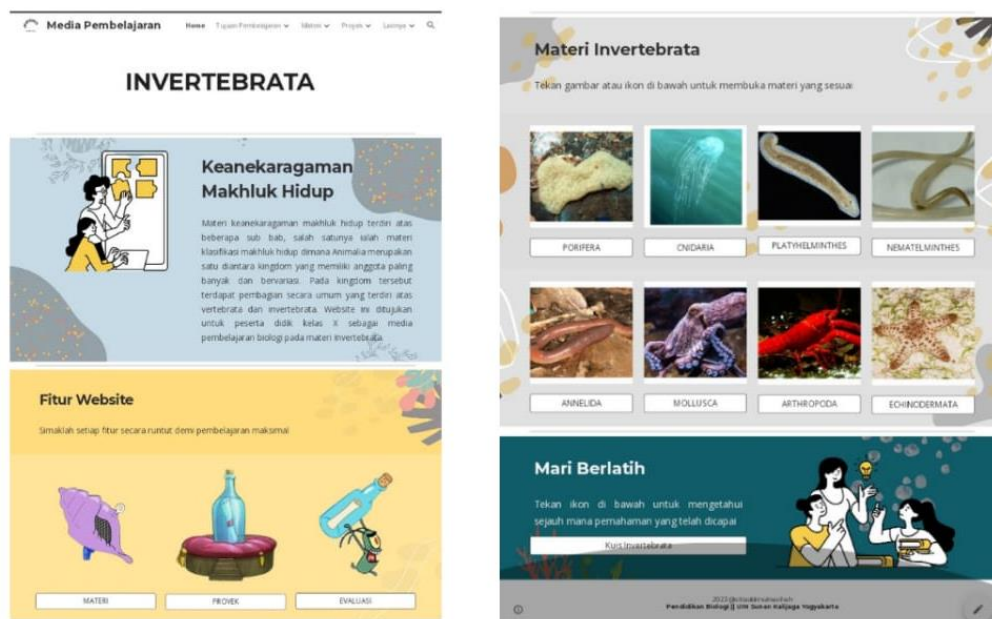 Media Pembelajaran
Home Tujuan Pembelajaran Materi Proyek Lainnya
INVERTEBRATA
Keanekaragaman
Makhluk Hidup
Materi keanekaragaman makhluk hidup terdiri atas
beberapa sub bab, salah satunya ialah materi
klasifikasi makhluk hidup dimana Animalia merupakan
satu diantara kingdom yang memiliki anggota paling
banyak dan bervariasi. Pada kingdom tersebut
terdapat pembagian secara umum yang terdiri atas
vertebrata dan invertebrata. Website ini ditujukan
untuk peserta didik kelas X sebagai media
pembelajaran biologi pada materi invertebrata.
Fitur Website
Simaklah setiap fitur secara runtut demi pembelajaran maksimal
MATERI PROYEK EVALUASI
Materi Invertebrata
Tekan gambar atau ikon di bawah untuk membuka materi yang sesuai
PORIFERA CNIDARIA PLATYHELMINTHES NEMATELMINTHES
ANNELIDA MOLLUSCA ARTHROPODA ECHINODERMATA
Mari Berlatih
Tekan ikon di bawah untuk mengetahui
sejauh mana pemahaman yang telah dicapai
Kuis Invertebrata
2023
Pendidikan Biologi || UIN Sunan Kalijaga Yogyakarta